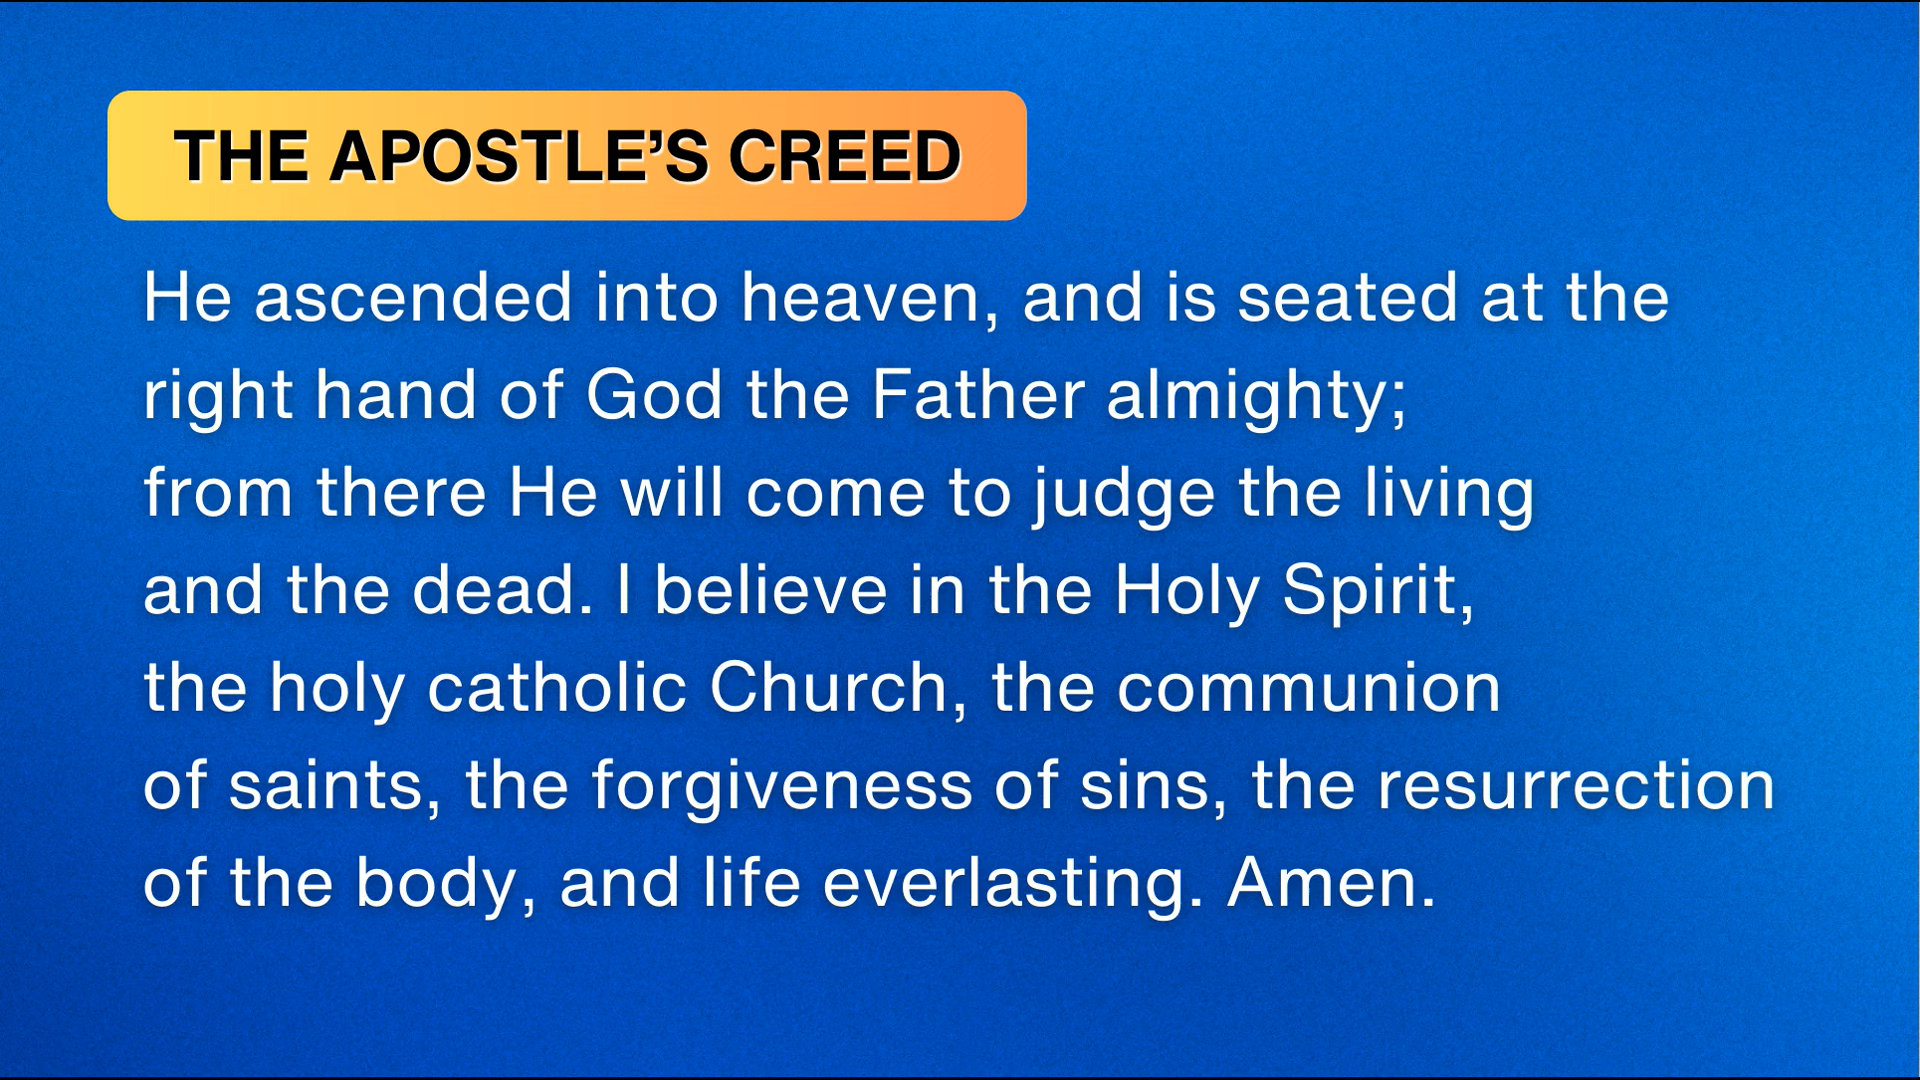 THE APOSTLE’S CREED
He ascended into heaven, and is seated at the
right hand of God the Father almighty;
from there He will come to judge the living
and the dead. I believe in the Holy Spirit,
the holy catholic Church, the communion
of saints, the forgiveness of sins, the resurrection
of the body, and life everlasting. Amen.